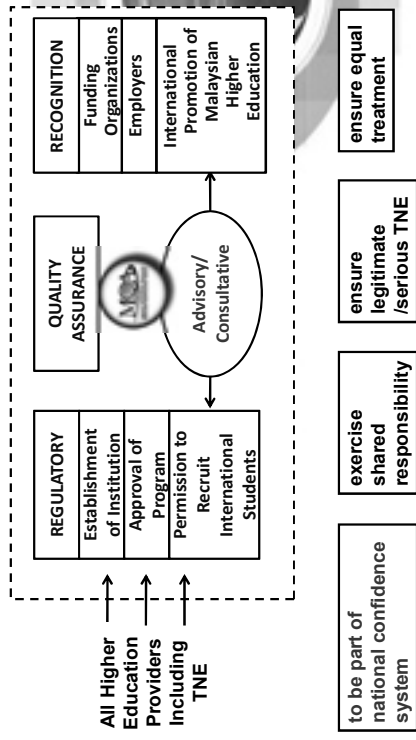 All Higher
Education
Providers
Including
TNE
REGULATORY
Establishment
of Institution
Approval of
Program
Permission to
Recruit
International
Students
QUALITY
ASSURANCE
Advisory/
Consultative
RECOGNITION
Funding
Organizations
Employers
International
Promotion of
Malaysian
Higher
Education
to be part of
national confidence
system
exercise
shared
responsibility
ensure
legitimate
/serious TNE
ensure equal
treatment